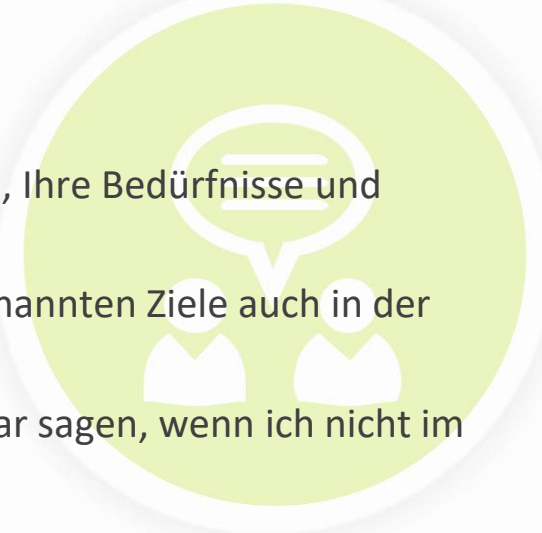 , Ihre Bedürfnisse und
nannten Ziele auch in der
ar sagen, wenn ich nicht im